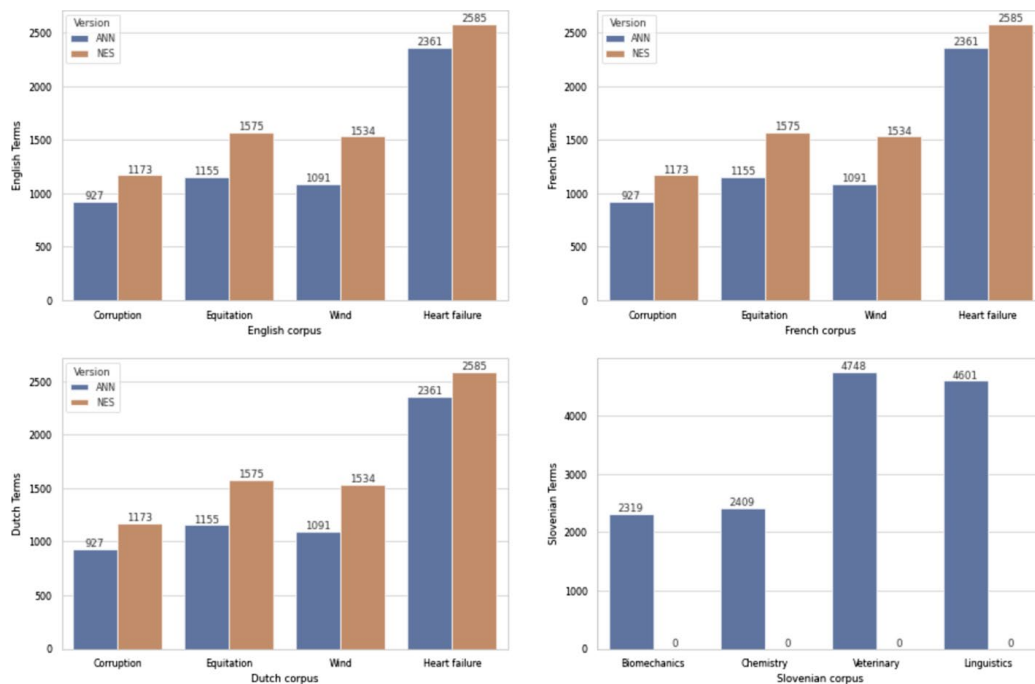 Version
ANN
NES
2500
2000
1500
1000
500
0
English Terms
927
1173
1155
1575
1091
1534
2361
2585
Corruption
Equitation
Wind
Heart failure
English corpus
Version
ANN
NES
2500
2000
1500
1000
500
0
French Terms
927
1173
1155
1575
1091
1534
2361
2585
Corruption
Equitation
Wind
Heart failure
French corpus
Version
ANN
NES
2500
2000
1500
1000
500
0
Dutch Terms
927
1173
1155
1575
1091
1534
2361
2585
Corruption
Equitation
Wind
Heart failure
Dutch corpus
4000
3000
2000
1000
0
Slovenian Terms
2319
0
2409
0
4748
0
4601
0
Biomechanics
Chemistry
Veterinary
Linguistics
Slovenian corpus